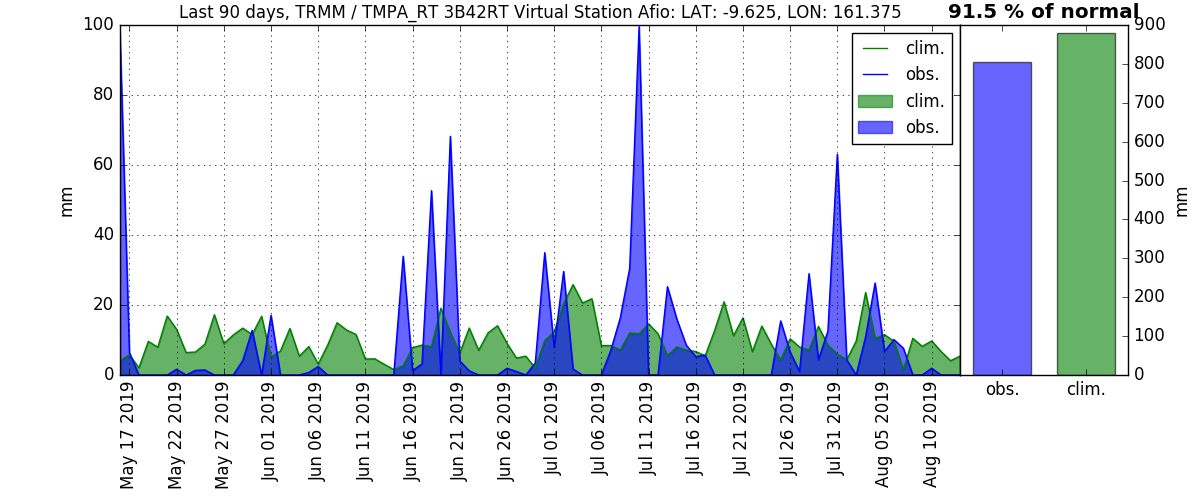 Last 90 days, TRMM / TMPA_RT 3B42RT Virtual Station Afio: LAT: -9.625, LON: 161.375
91.5 % of normal
100
80
60
40
20
0
mm
clim.
obs.
clim.
obs.
May 17 2019
May 22 2019
May 27 2019
Jun 01 2019
Jun 06 2019
Jun 11 2019
Jun 16 2019
Jun 21 2019
Jun 26 2019
Jul 01 2019
Jul 06 2019
Jul 11 2019
Jul 16 2019
Jul 21 2019
Jul 26 2019
Jul 31 2019
Aug 05 2019
Aug 10 2019
900
800
700
600
500
400
300
200
100
0
mm
obs.
clim.